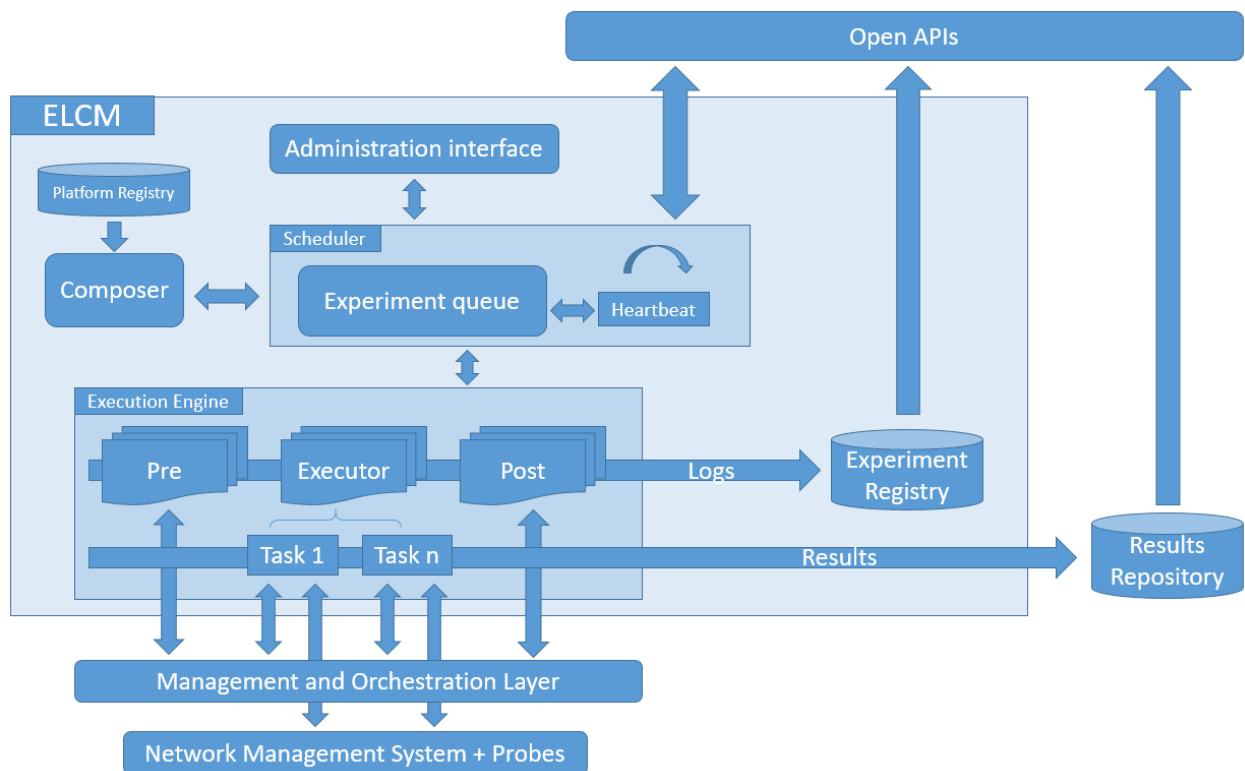 Open APIs
ELCM
Administration interface
Platform Registry
Scheduler
Composer
Experiment queue
Heartbeat
Execution Engine
Pre
Executor
Post
Logs
Experiment
Registry
Task 1
Task n
Results
Results
Repository
Management and Orchestration Layer
Network Management System + Probes